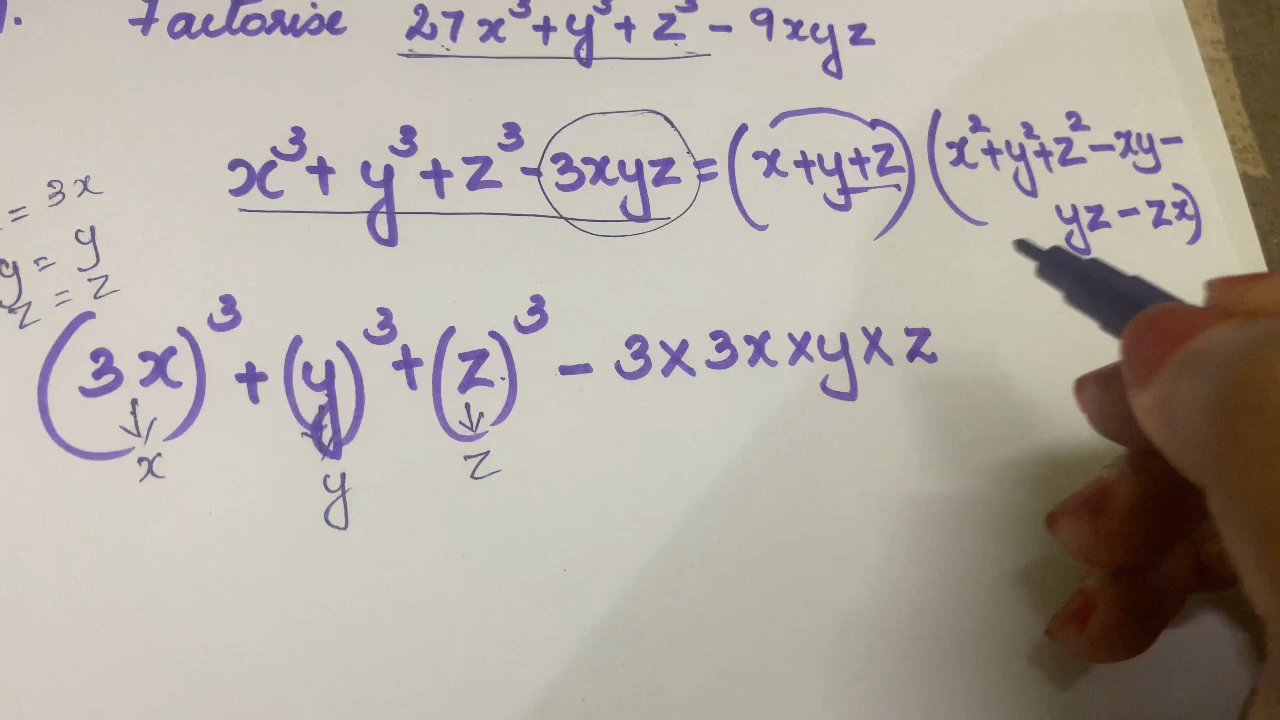 Factorise 27x³+y³+z³-9xyz
x³+y³+z³-3xyz=(x+y+z)(x²+y²+z²-xy-
yz-zx)
= 3x
y = y
z = z
(3x)³+(y)³+(z)³-3×3x×y×z
x y z